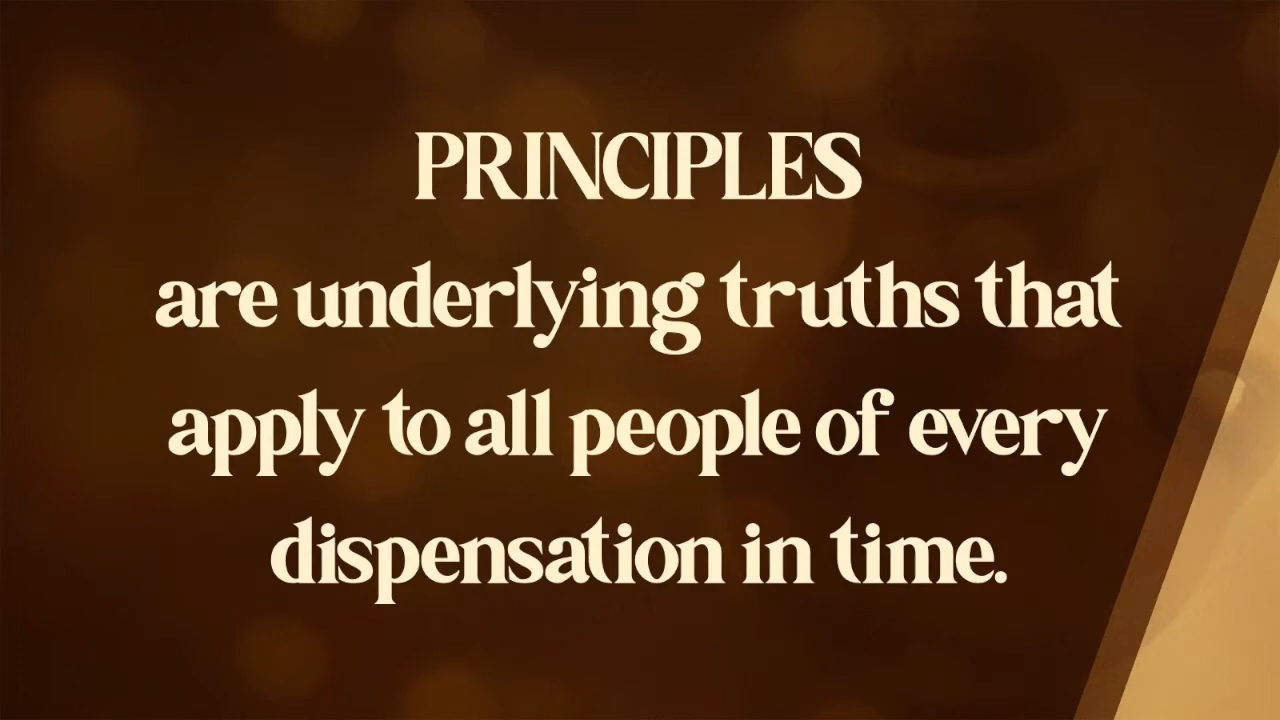 PRINCIPLES
are underlying truths that
apply to all people of every
dispensation in time.